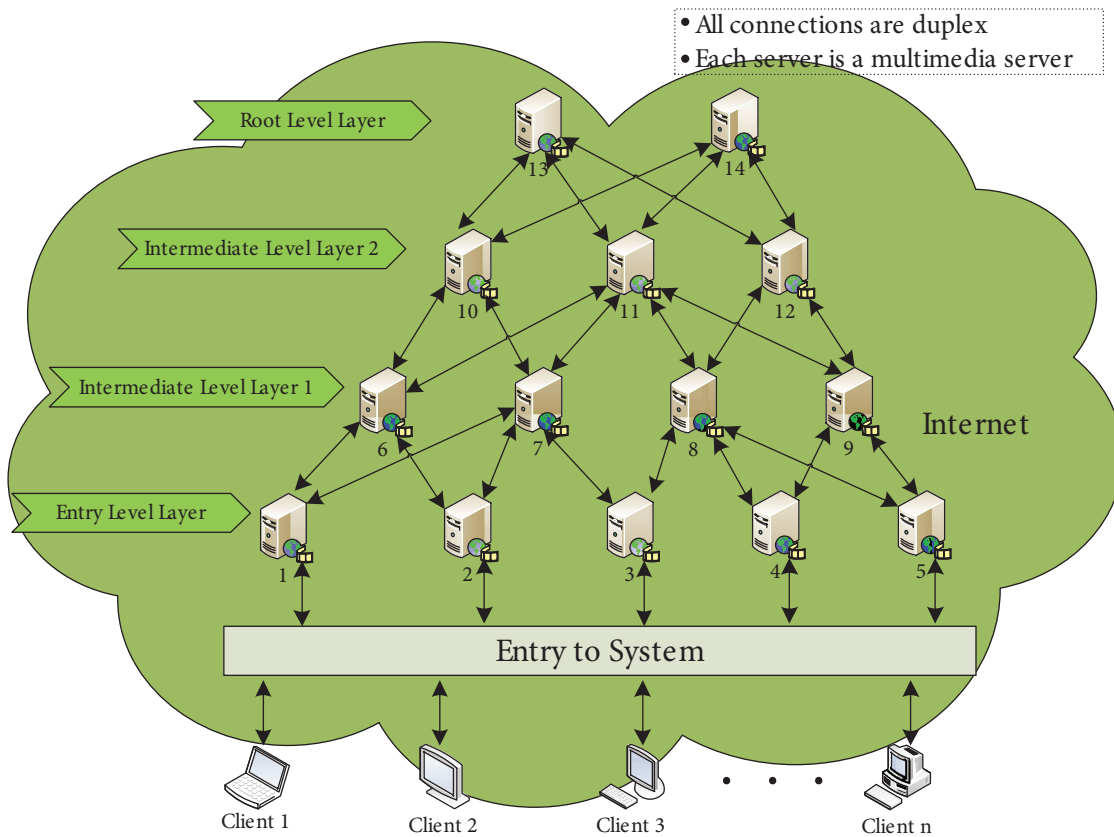 • All connections are duplex
• Each server is a multimedia server
Root Level Layer
13
14
Intermediate Level Layer 2
10
11
12
Intermediate Level Layer 1
6
7
8
9
Internet
Entry Level Layer
1
2
3
4
5
Entry to System
Client 1
Client 2
Client 3
. . .
Client n